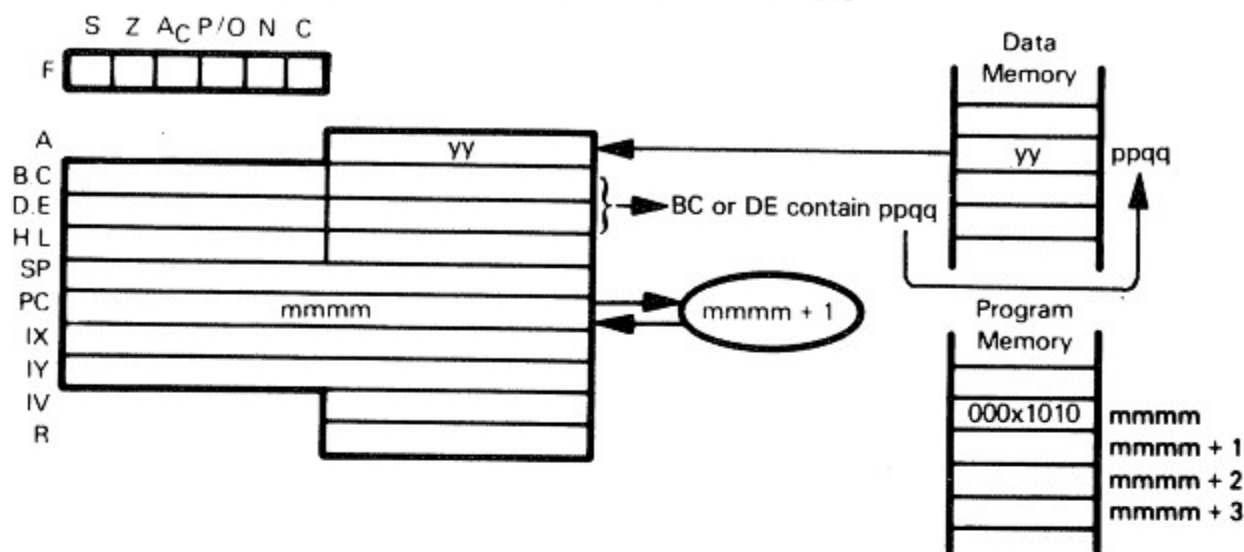 S Z AC P/O N C
F
Data
Memory
A
yy
yy
ppqq
B.C
D.E
BC or DE contain ppqq
H L
SP
PC
mmmm
mmmm + 1
IX
IY
IV
R
Program
Memory
000x1010
mmmm
mmmm + 1
mmmm + 2
mmmm + 3